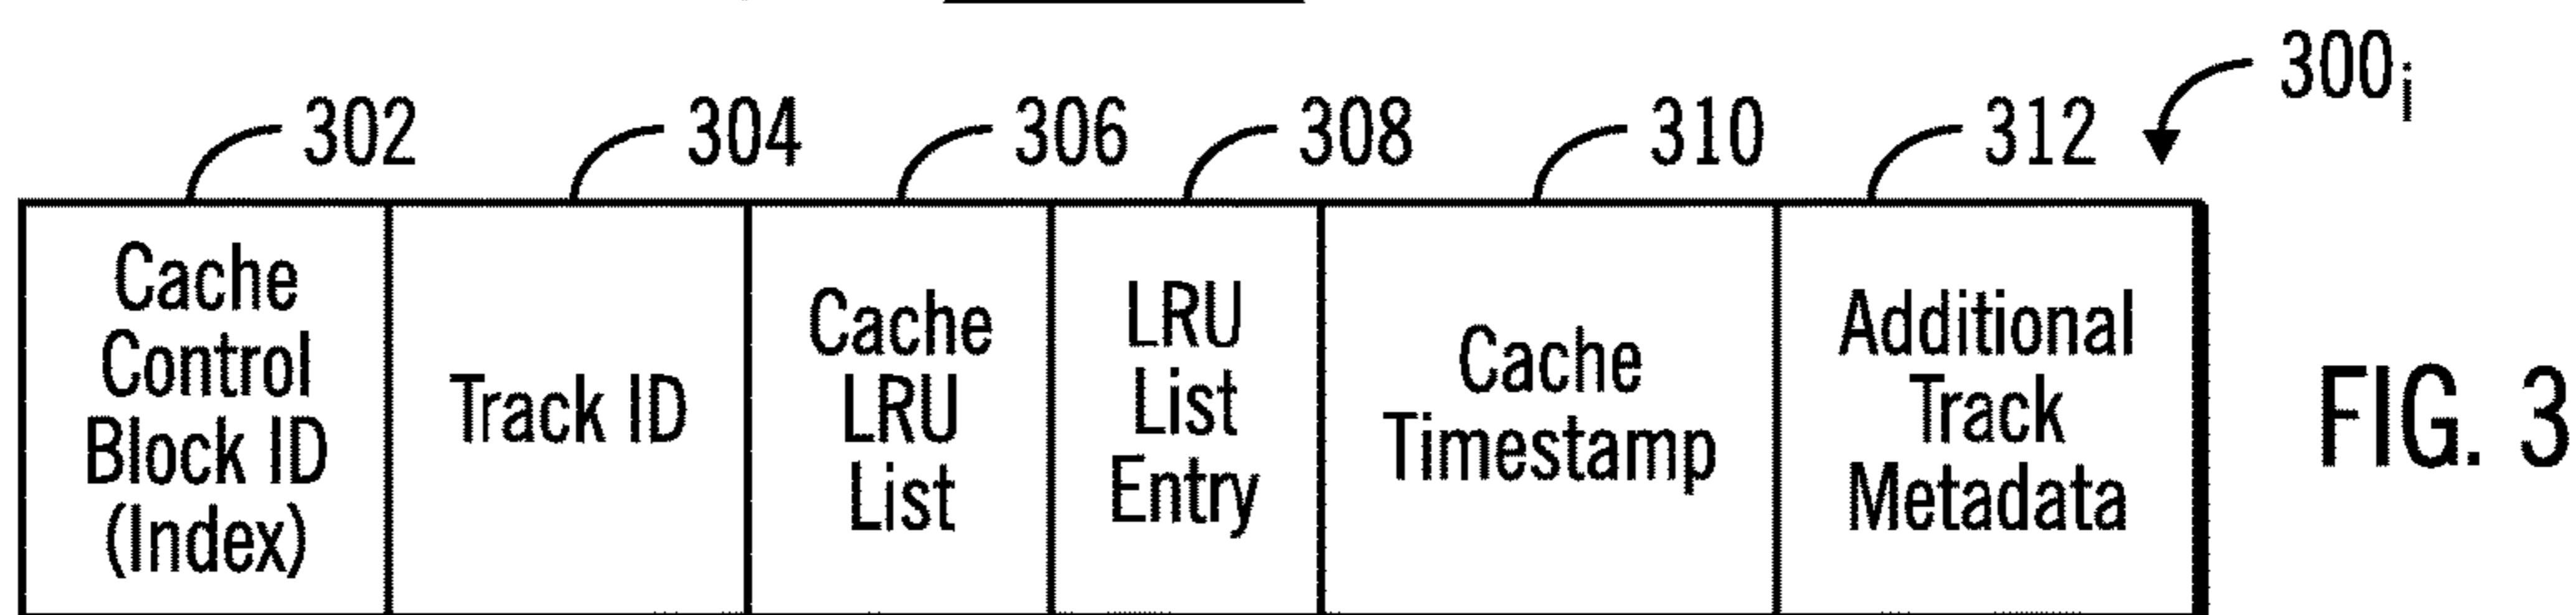 300i
302 304 306 308 310 312
Cache
Control
Block ID
(Index)
Track ID
Cache
LRU
List
LRU
List
Entry
Cache
Timestamp
Additional
Track
Metadata
FIG. 3